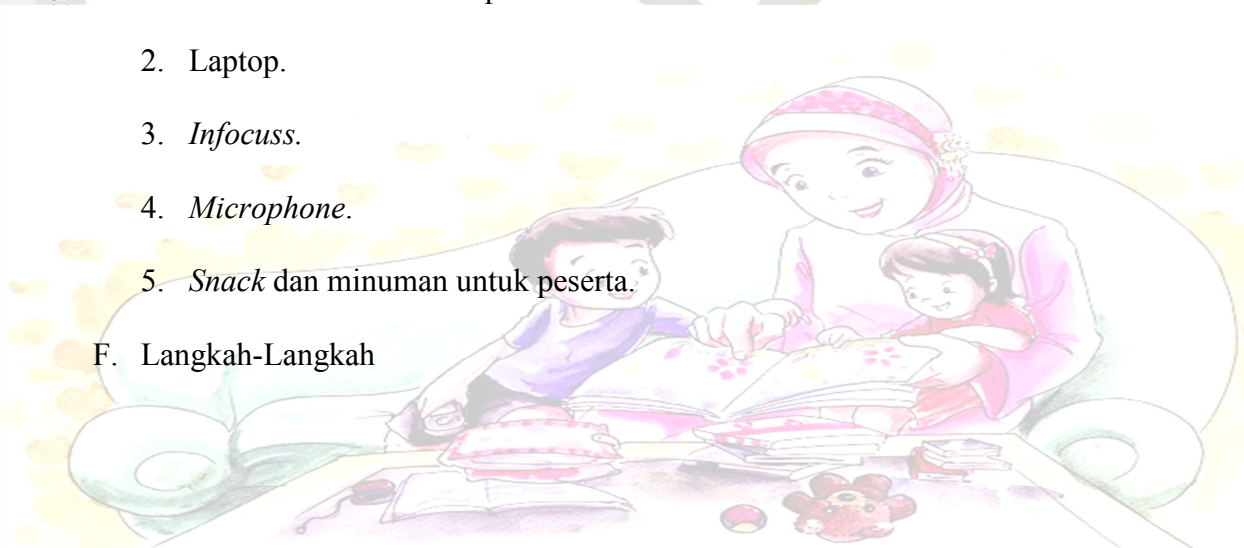 2. Laptop.
3. Infocuss.
4. Microphone.
5. Snack dan minuman untuk peserta.
F. Langkah-Langkah